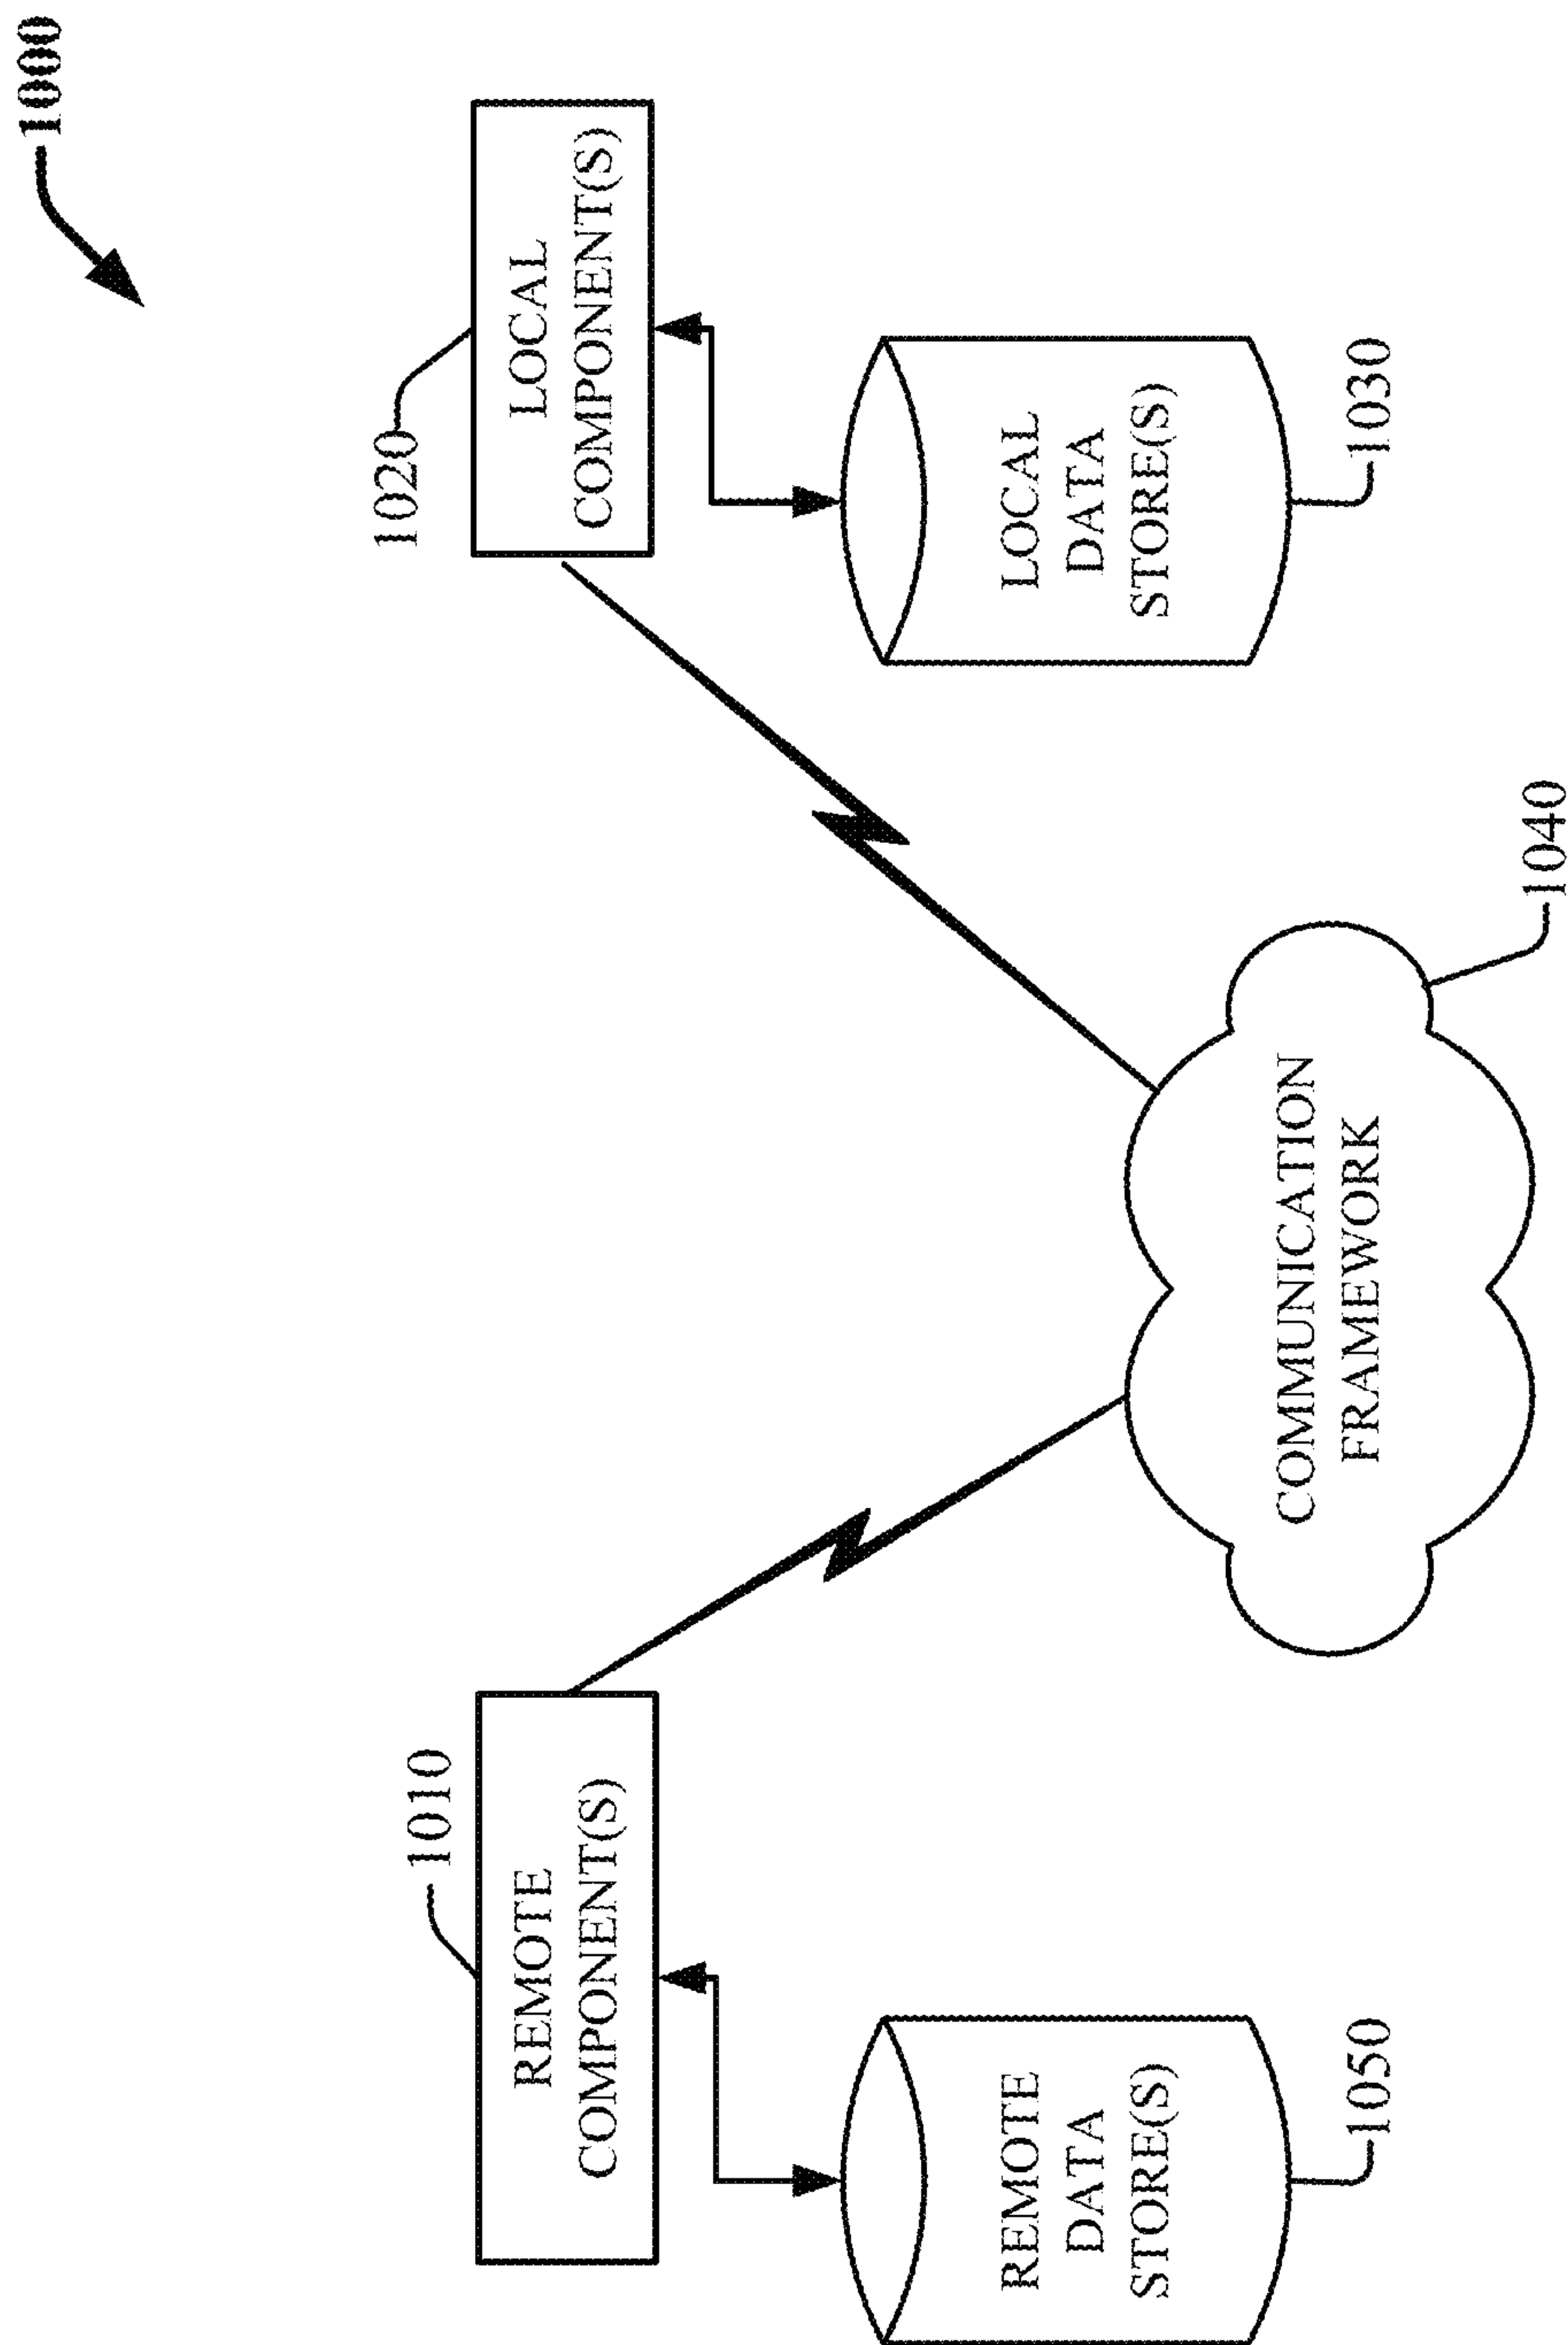 1000
1010
REMOTE
COMPONENT(S)
1020
LOCAL
COMPONENT(S)
REMOTE
DATA
STORE(S)
1050
LOCAL
DATA
STORE(S)
1030
COMMUNICATION
FRAMEWORK
1040